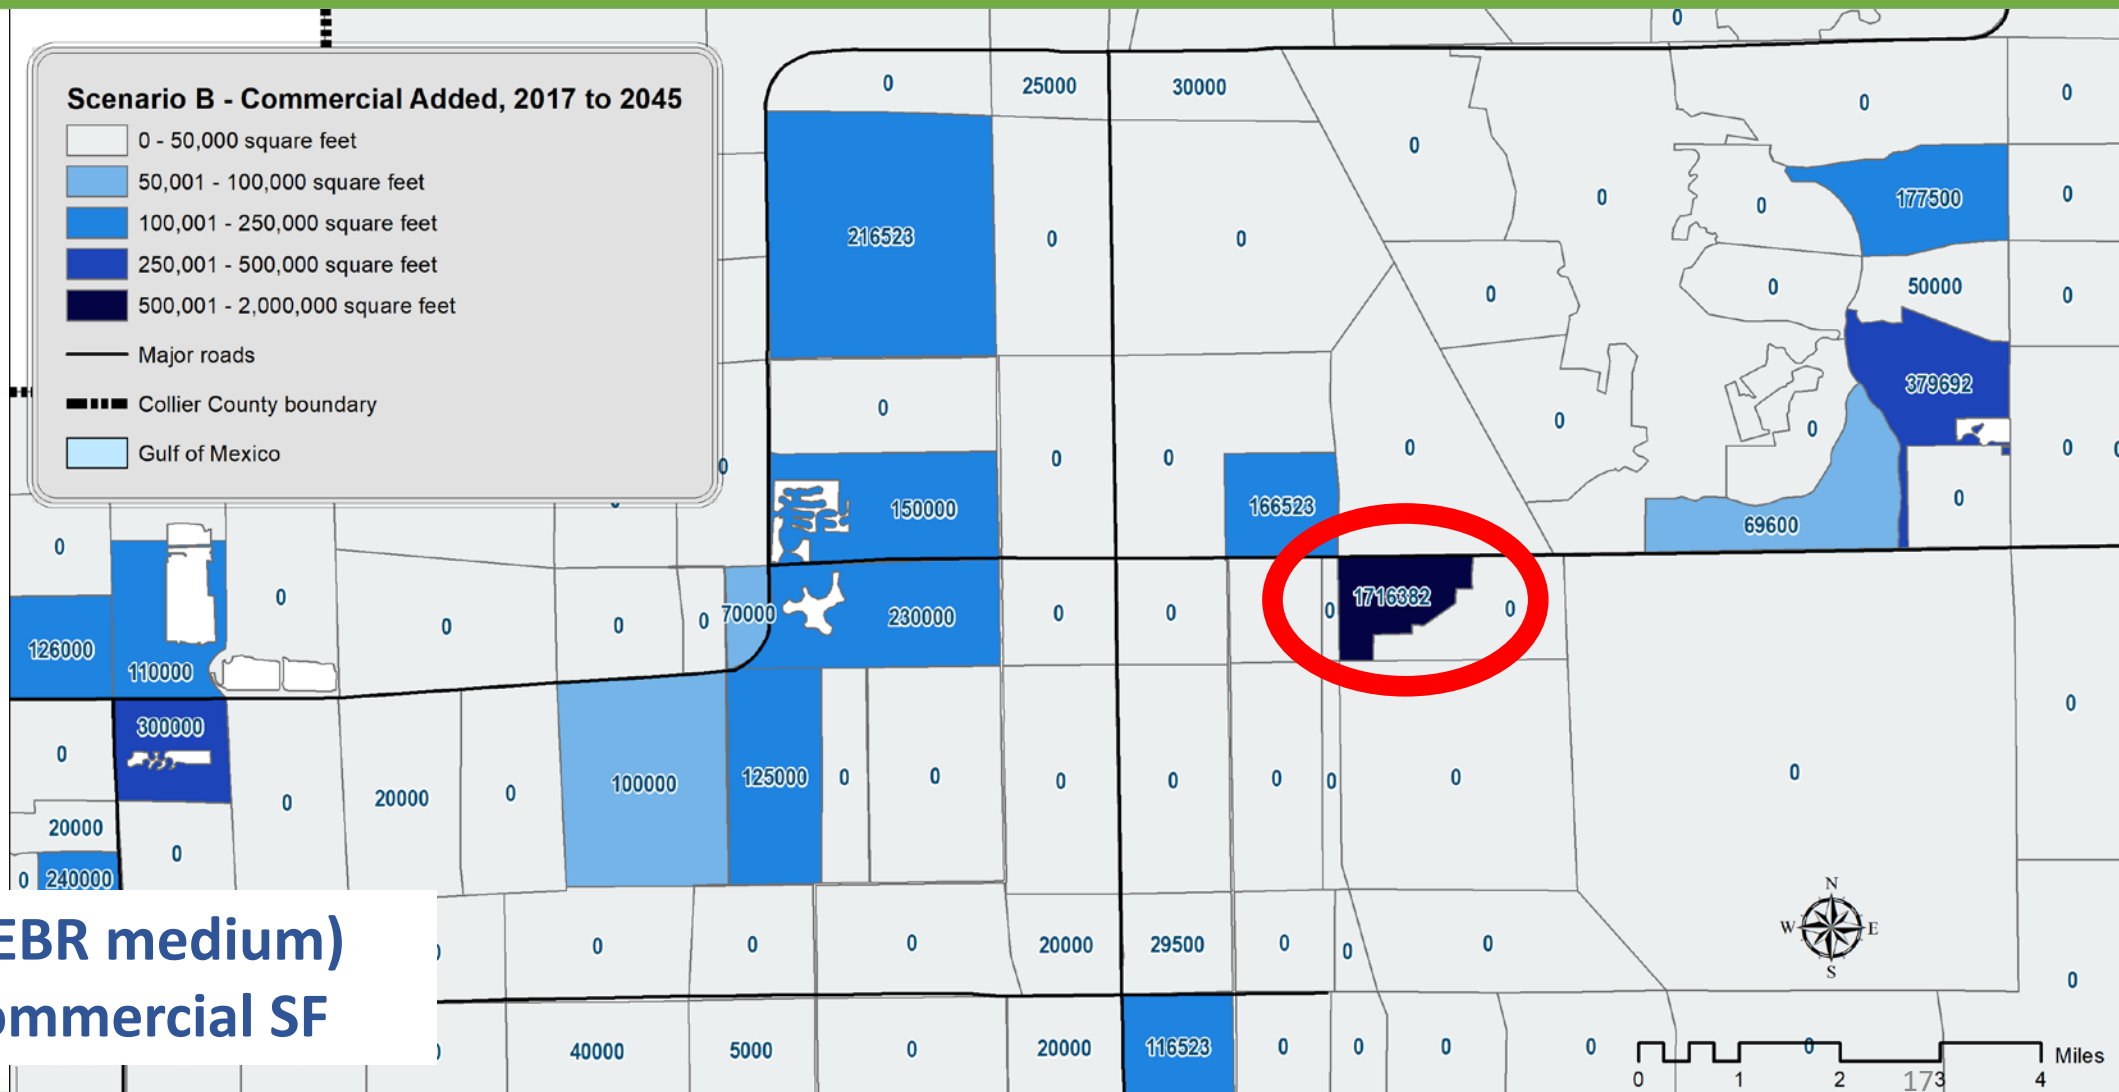 Scenario B - Commercial Added, 2017 to 2045
0 - 50,000 square feet
50,001 - 100,000 square feet
100,001 - 250,000 square feet
250,001 - 500,000 square feet
500,001 - 2,000,000 square feet
Major roads
Collier County boundary
Gulf of Mexico
0
0 25000 30000 0 0
0
216523 0 0 0 0 177500 0
0 0 50000 0
379692
0 0 0 0 0 0 0
0
150000 166523 69600 0
0 0 0 0 70000 230000 0 0 0 1716382 0
126000 110000
300000
0 0 20000 0 100000 125000 0 0 0 0 0 0 0 0 0
20000
0
0 240000
EBR medium)
ommercial SF
0 0 0 20000 29500 0 0 0 0
N
W E
S
40000 5000 0 20000 116523 0 0 0 0 0
0 1 2 3 4 Miles
173